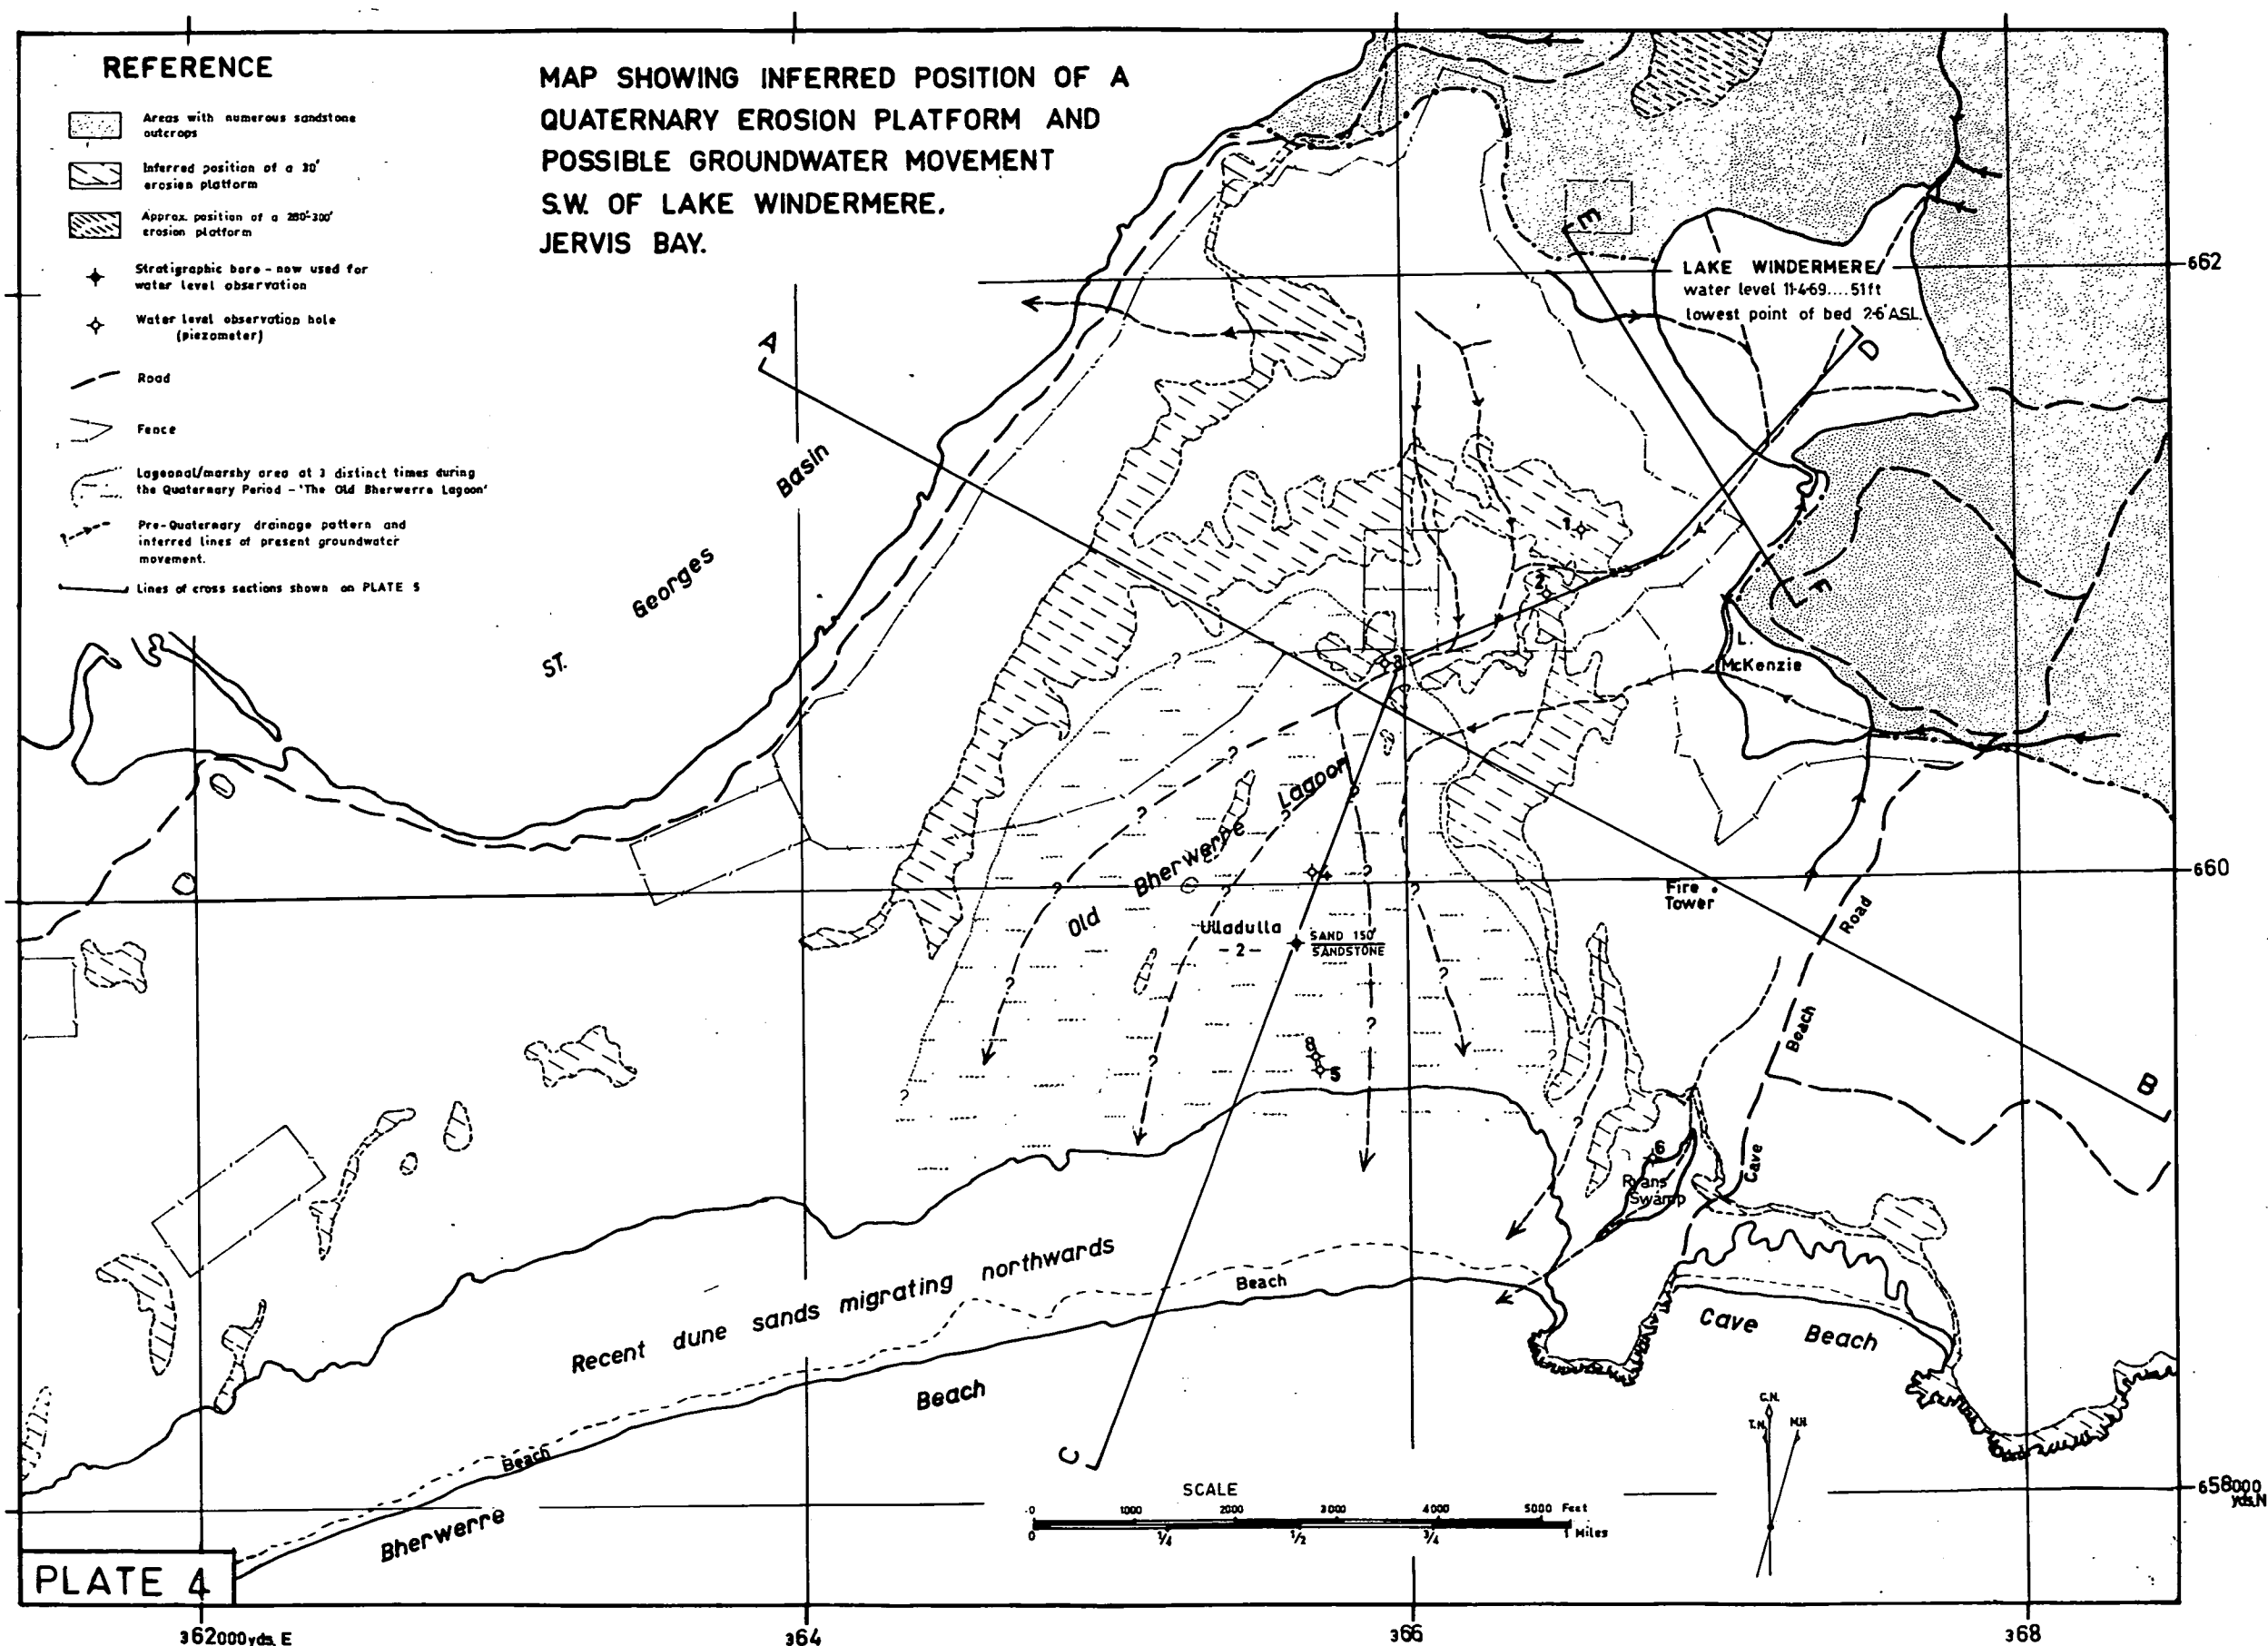 REFERENCE
Areas with numerous sandstone
outcrops
Inferred position of a 30'
erosion platform
Approx. position of a 280'-300'
erosion platform
Stratigraphic bore - now used for
water level observation
Water level observation hole
(piezometer)
Road
Fence
Lagoonal/marshy area at 3 distinct times during
the Quaternary Period - 'The Old Bherwerre Lagoon'
?
Pre-Quaternary drainage pattern and
inferred lines of present groundwater
movement.
Lines of cross sections shown on PLATE 5
MAP SHOWING INFERRED POSITION OF A
QUATERNARY EROSION PLATFORM AND
POSSIBLE GROUNDWATER MOVEMENT
S.W. OF LAKE WINDERMERE.
JERVIS BAY.
E
662
LAKE WINDERMERE
water level 11-4-69....51ft
lowest point of bed 2·6' ASL
A
D
Basin
Georges
ST.
1
2
F
3
L.
McKenzie
?
?
?
?
Lagoon
Bherwerre
Old
4
?
?
?
660
Fire
Tower
Road
Ulladulla
- 2 -
SAND 150'
SANDSTONE
?
?
?
?
?
?
8
5
?
?
Beach
B
?
6
Ryans
Swamp
Cave
Recent dune sands migrating northwards
Beach
Cave Beach
Beach
Beach
Bherwerre
C
G.N.
T.N.
M.N.
SCALE
0 1000 2000 3000 4000 5000 Feet
0 1/4 1/2 3/4 1 Miles
658000
yds.N
PLATE 4
362000yds. E
364
366
368